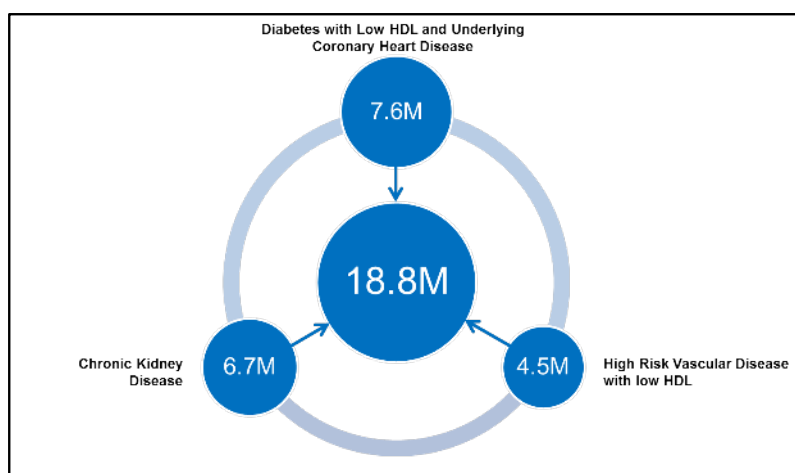 Diabetes with Low HDL and Underlying
Coronary Heart Disease
7.6M
18.8M
Chronic Kidney
Disease
6.7M
4.5M
High Risk Vascular Disease
with low HDL